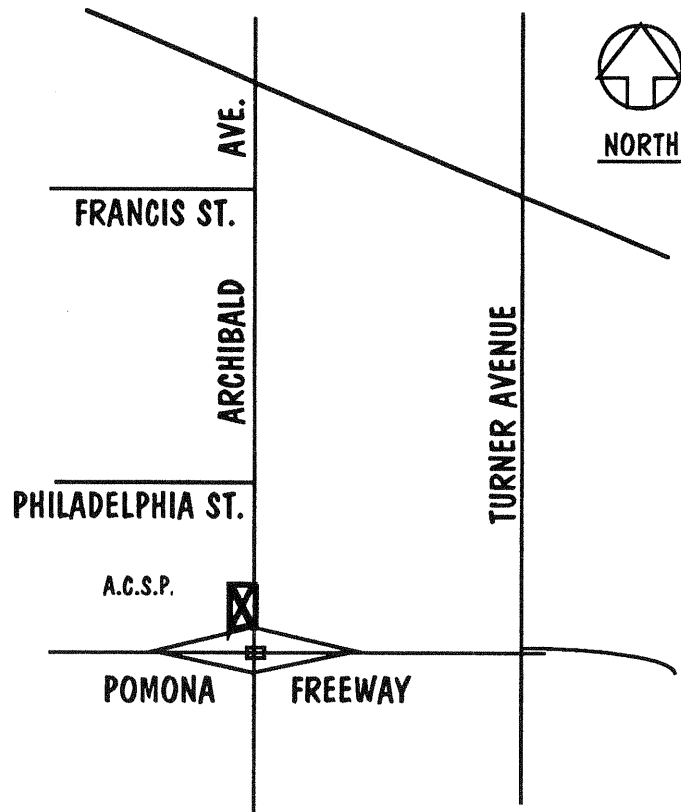 NORTH
FRANCIS ST.
ARCHIBALD AVE.
TURNER AVENUE
PHILADELPHIA ST.
A.C.S.P.
POMONA FREEWAY